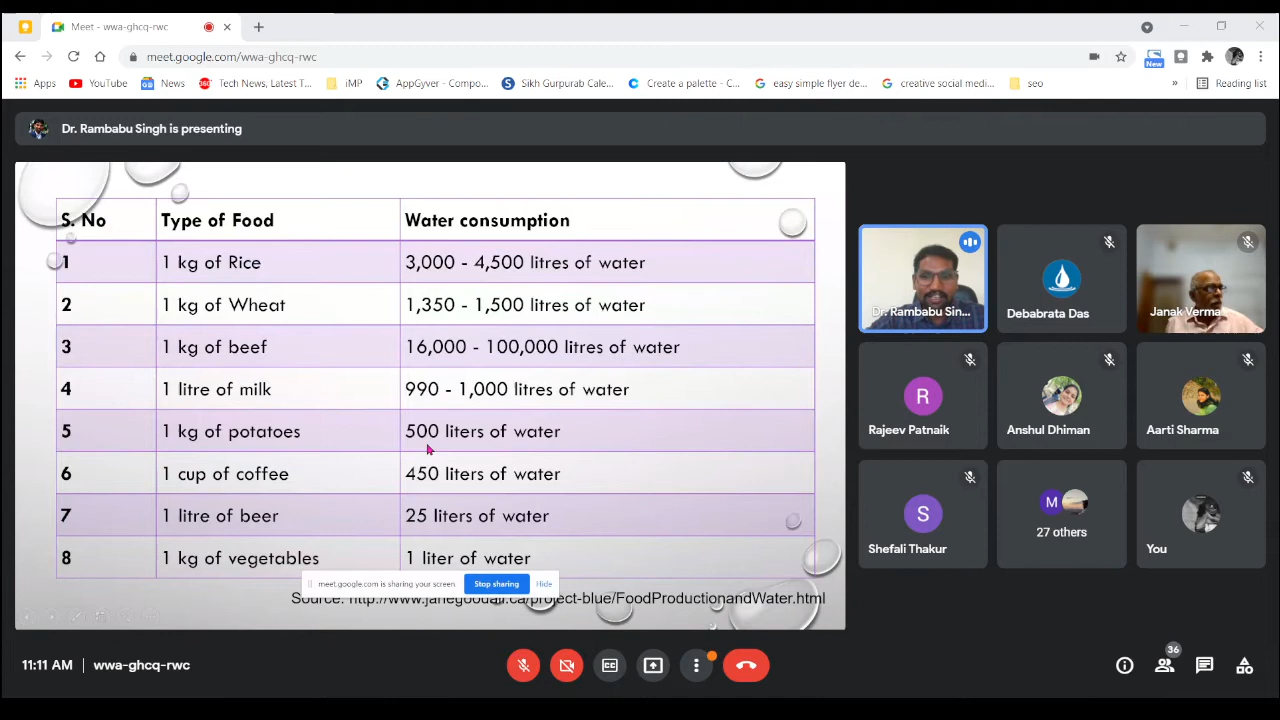 Meet - wwa-ghcq-rwc
meet.google.com/wwa-ghcq-rwc
New
Apps YouTube News Tech News, Latest T... iMP AppGyver - Compo... Sikh Gurpurab Cale... Create a palette - C... easy simple flyer de... creative social medi... seo » Reading list
Dr. Rambabu Singh is presenting
S. No Type of Food Water consumption
1 1 kg of Rice 3,000 - 4,500 litres of water
2 1 kg of Wheat 1,350 - 1,500 litres of water
3 1 kg of beef 16,000 - 100,000 litres of water
4 1 litre of milk 990 - 1,000 litres of water
5 1 kg of potatoes 500 liters of water
6 1 cup of coffee 450 liters of water
7 1 litre of beer 25 liters of water
8 1 kg of vegetables 1 liter of water
meet.google.com is sharing your screen. Stop sharing Hide
Source: http://www.janegoodall.ca/project-blue/FoodProductionandWater.html
Dr. Rambabu Sin...
Debabrata Das
Janak Verma
R
Rajeev Patnaik
Anshul Dhiman
Aarti Sharma
S
Shefali Thakur
M
27 others
You
11:11 AM wwa-ghcq-rwc
CC
36